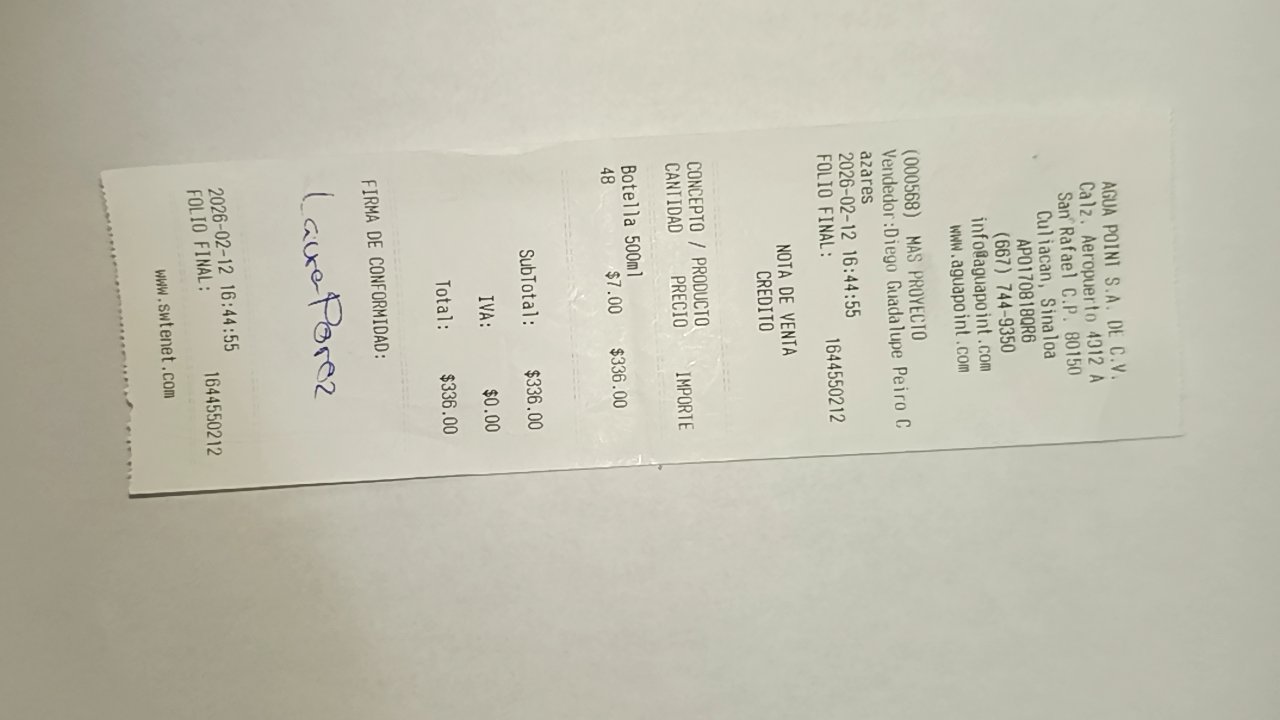 AGUA POINT S.A. DE C.V.
Calz. Aeropuerto 4312 A
San Rafael C.P. 80150
Culiacan, Sinaloa
APO170818QR6
(667) 744-9350
info@aguapoint.com
www.aguapoint.com
(000568) MAS PROYECTO
Vendedor:Diego Guadalupe Peiro C
azares
2026-02-12 16:44:55
FOLIO FINAL: 1644550212
NOTA DE VENTA
CREDITO
CONCEPTO / PRODUCTO
CANTIDAD PRECIO IMPORTE
Botella 500ml
48 $7.00 $336.00
SubTotal: $336.00
IVA: $0.00
Total: $336.00
FIRMA DE CONFORMIDAD:
Laura Perez
2026-02-12 16:44:55
FOLIO FINAL: 1644550212
www.swtenet.com